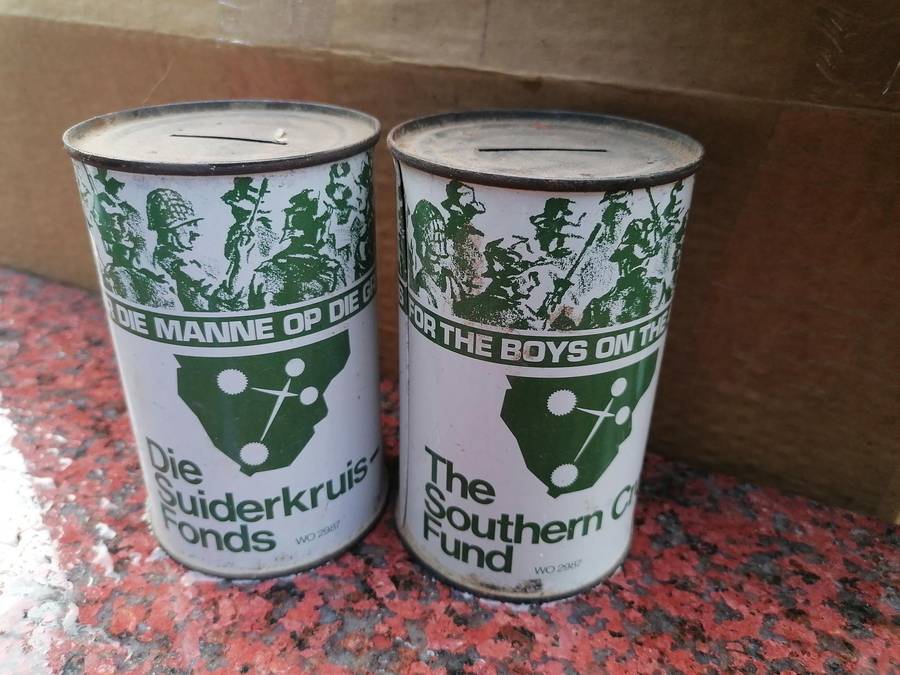 DIE MANNE OP DIE
Die
Suiderkruis-
Fonds
WO 2987
FOR THE BOYS ON THE
The
Southern
Fund
WO 2987